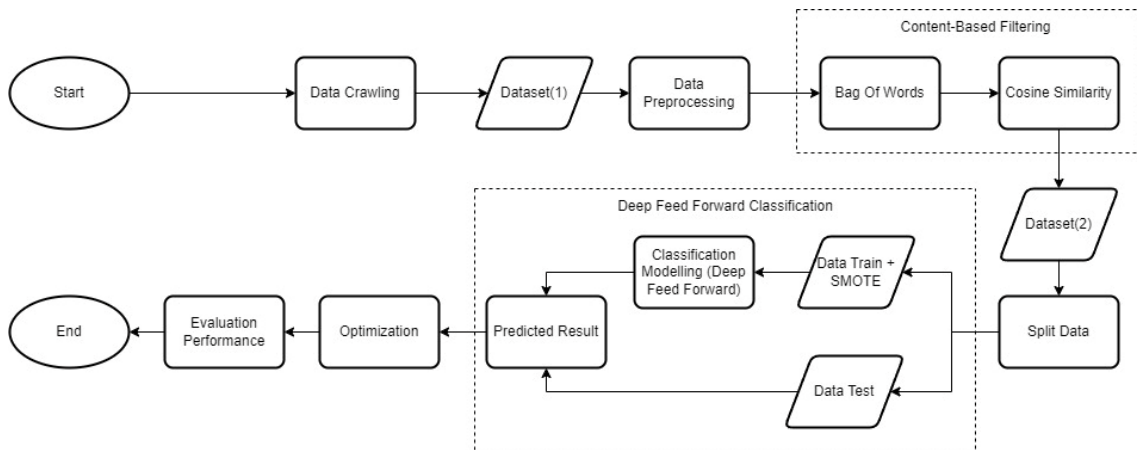 Content-Based Filtering
Start
Data Crawling
Dataset(1)
Data
Preprocessing
Bag Of Words
Cosine Similarity
Dataset(2)
Deep Feed Forward Classification
Classification
Modelling (Deep
Feed Forward)
Data Train +
SMOTE
End
Evaluation
Performance
Optimization
Predicted Result
Split Data
Data Test